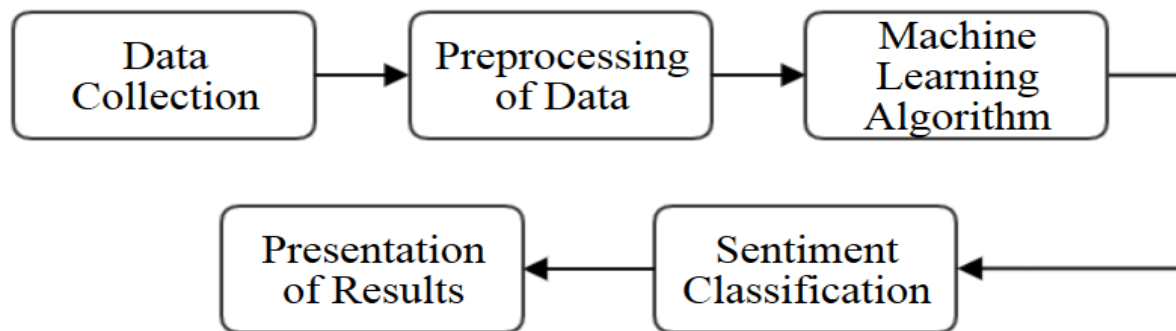 Data
Collection
Preprocessing
of Data
Machine
Learning
Algorithm
Sentiment
Classification
Presentation
of Results